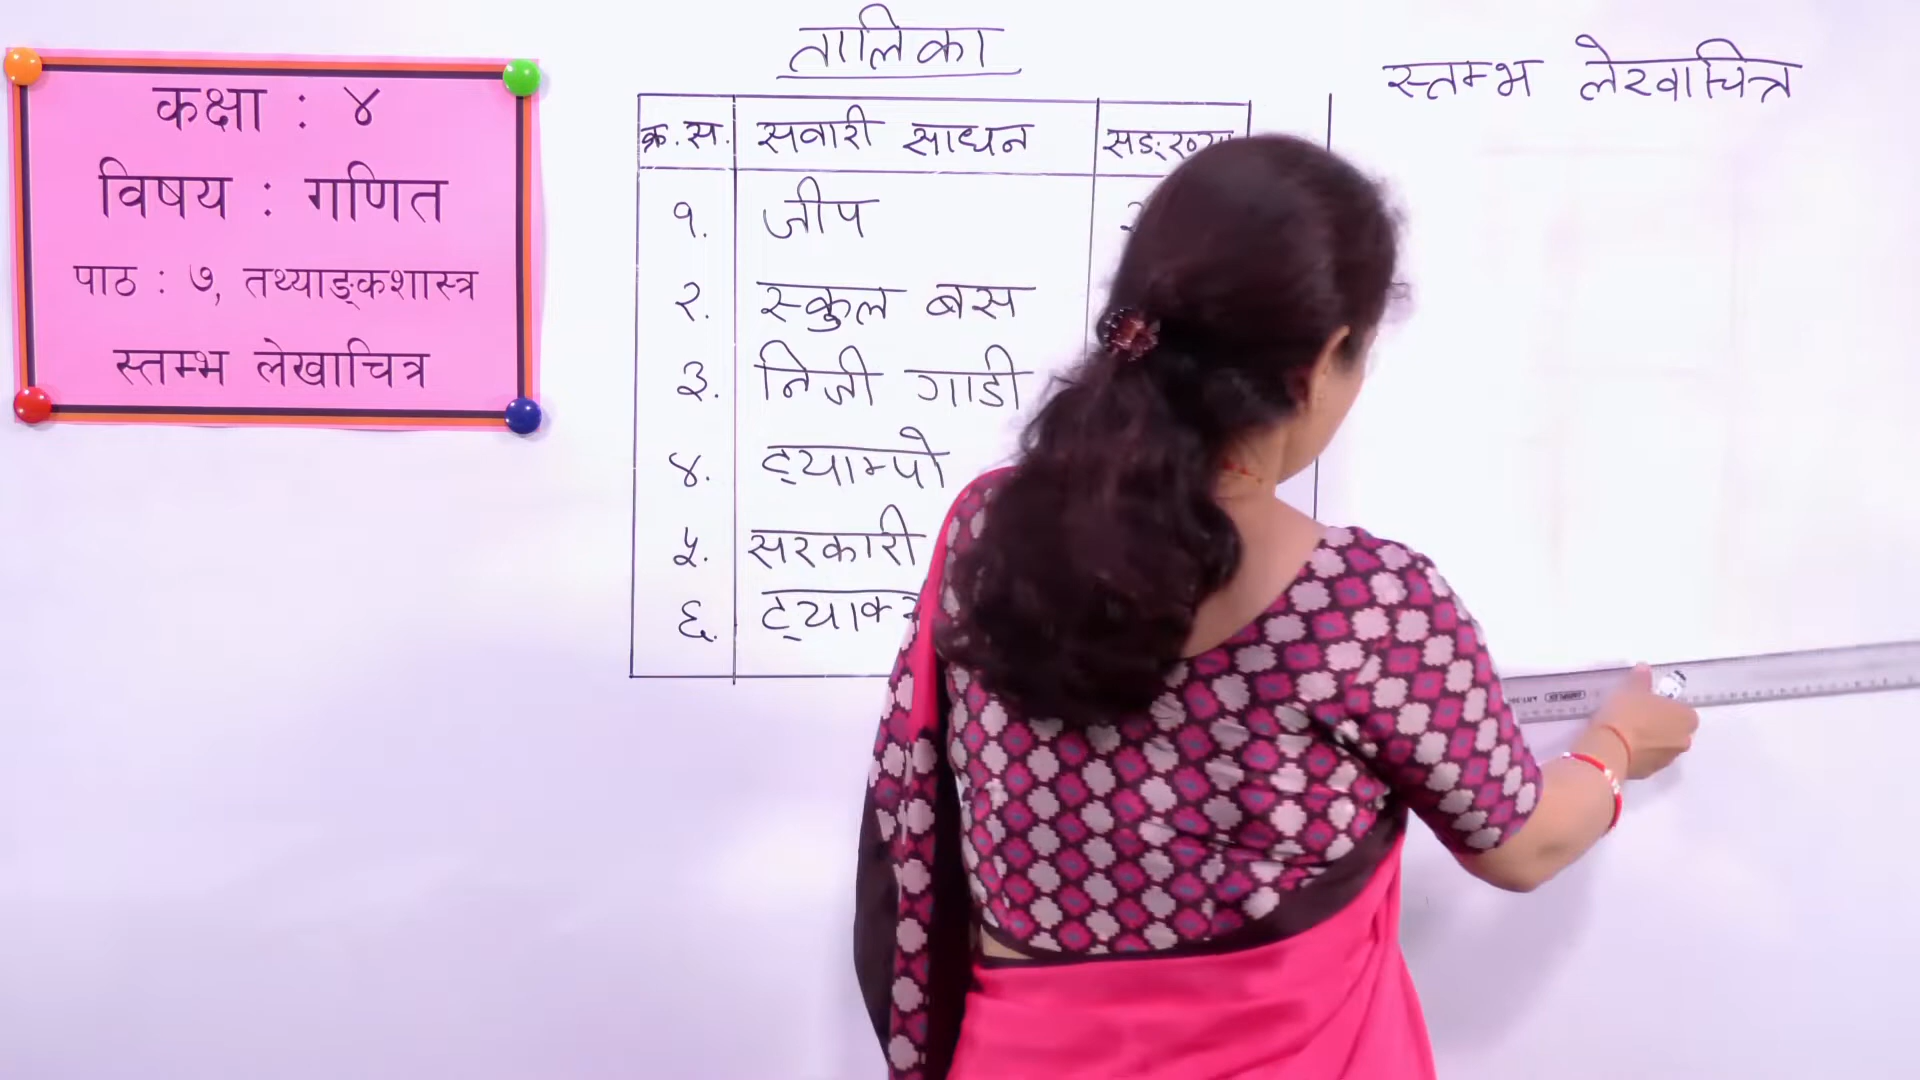 कक्षा : ४
विषय : गणित
पाठ : ७, तथ्याङ्कशास्त्र
स्तम्भ लेखाचित्र
तालिका
क्र.स. सवारी साधन सङ्ख्या
१. जीप
२. स्कुल बस
३. निजी गाडी
४. ट्याम्पो
५. सरकारी
६.
स्तम्भ लेखाचित्र